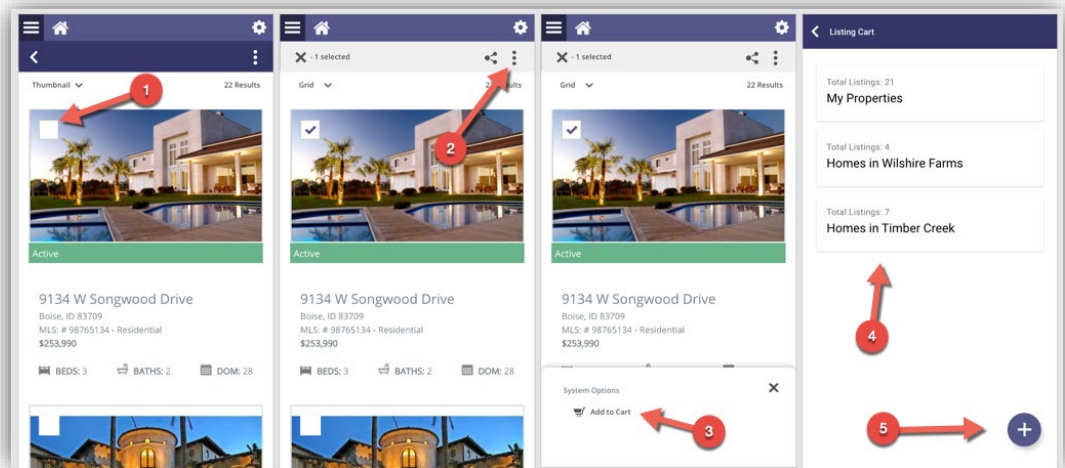 Thumbnail
22 Results
1
Active
9134 W Songwood Drive
Boise, ID 83709
MLS: # 98765134 - Residential
$253,990
BEDS: 3 BATHS: 2 DOM: 28
- 1 selected
Grid
Results
2
Active
9134 W Songwood Drive
Boise, ID 83709
MLS: # 98765134 - Residential
$253,990
BEDS: 3 BATHS: 2 DOM: 28
- 1 selected
Grid
22 Results
Active
9134 W Songwood Drive
Boise, ID 83709
MLS: # 98765134 - Residential
$253,990
System Options
Add to Cart
3
Listing Cart
Total Listings: 21
My Properties
Total Listings: 4
Homes in Wilshire Farms
Total Listings: 7
Homes in Timber Creek
4
5